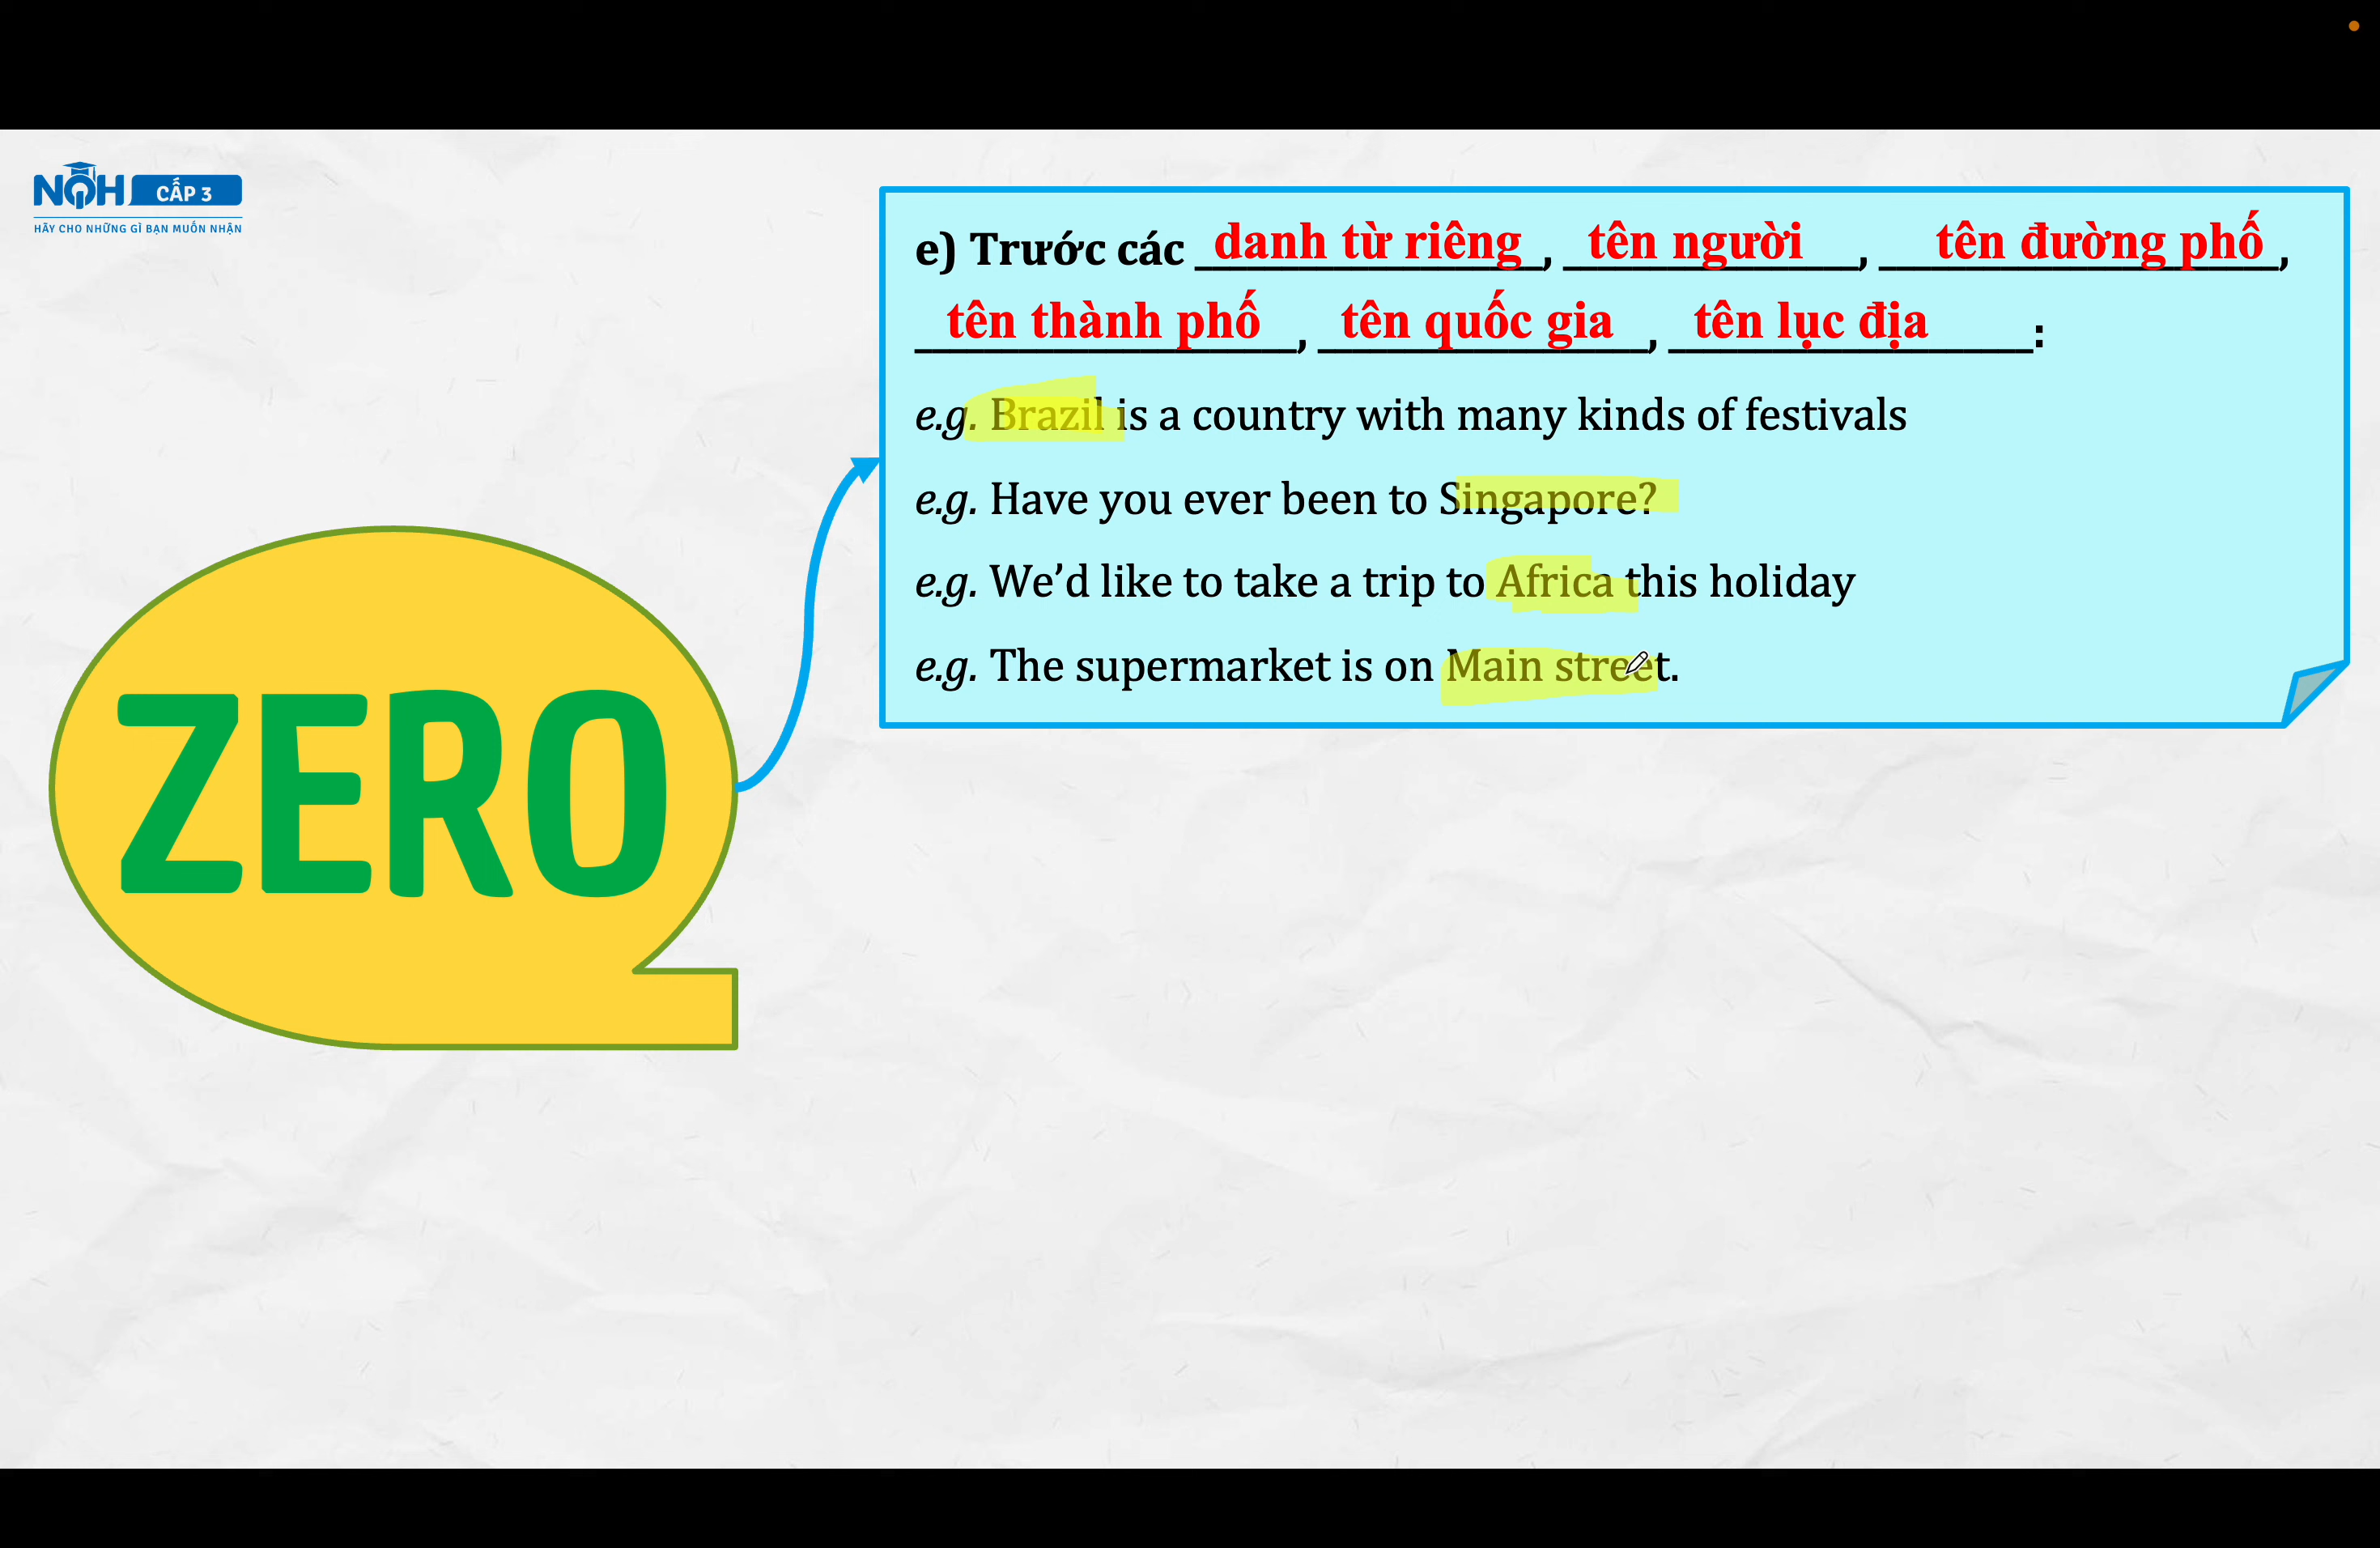 NQH CẤP 3
HÃY CHO NHỮNG GÌ BẠN MUỐN NHẬN
e) Trước các danh từ riêng, tên người, tên đường phố,
tên thành phố, tên quốc gia, tên lục địa:
e.g. Brazil is a country with many kinds of festivals
e.g. Have you ever been to Singapore?
e.g. We’d like to take a trip to Africa this holiday
e.g. The supermarket is on Main street.
ZERO